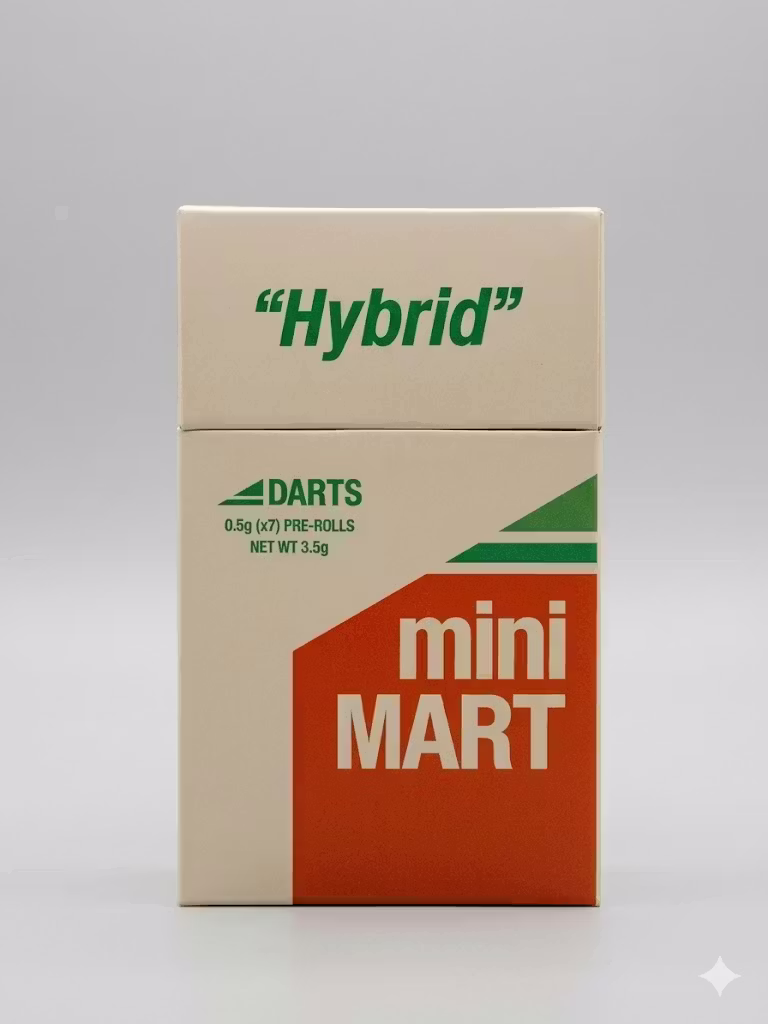 “Hybrid”
DARTS
0.5g (x7) PRE-ROLLS
NET WT 3.5g
mini
MART